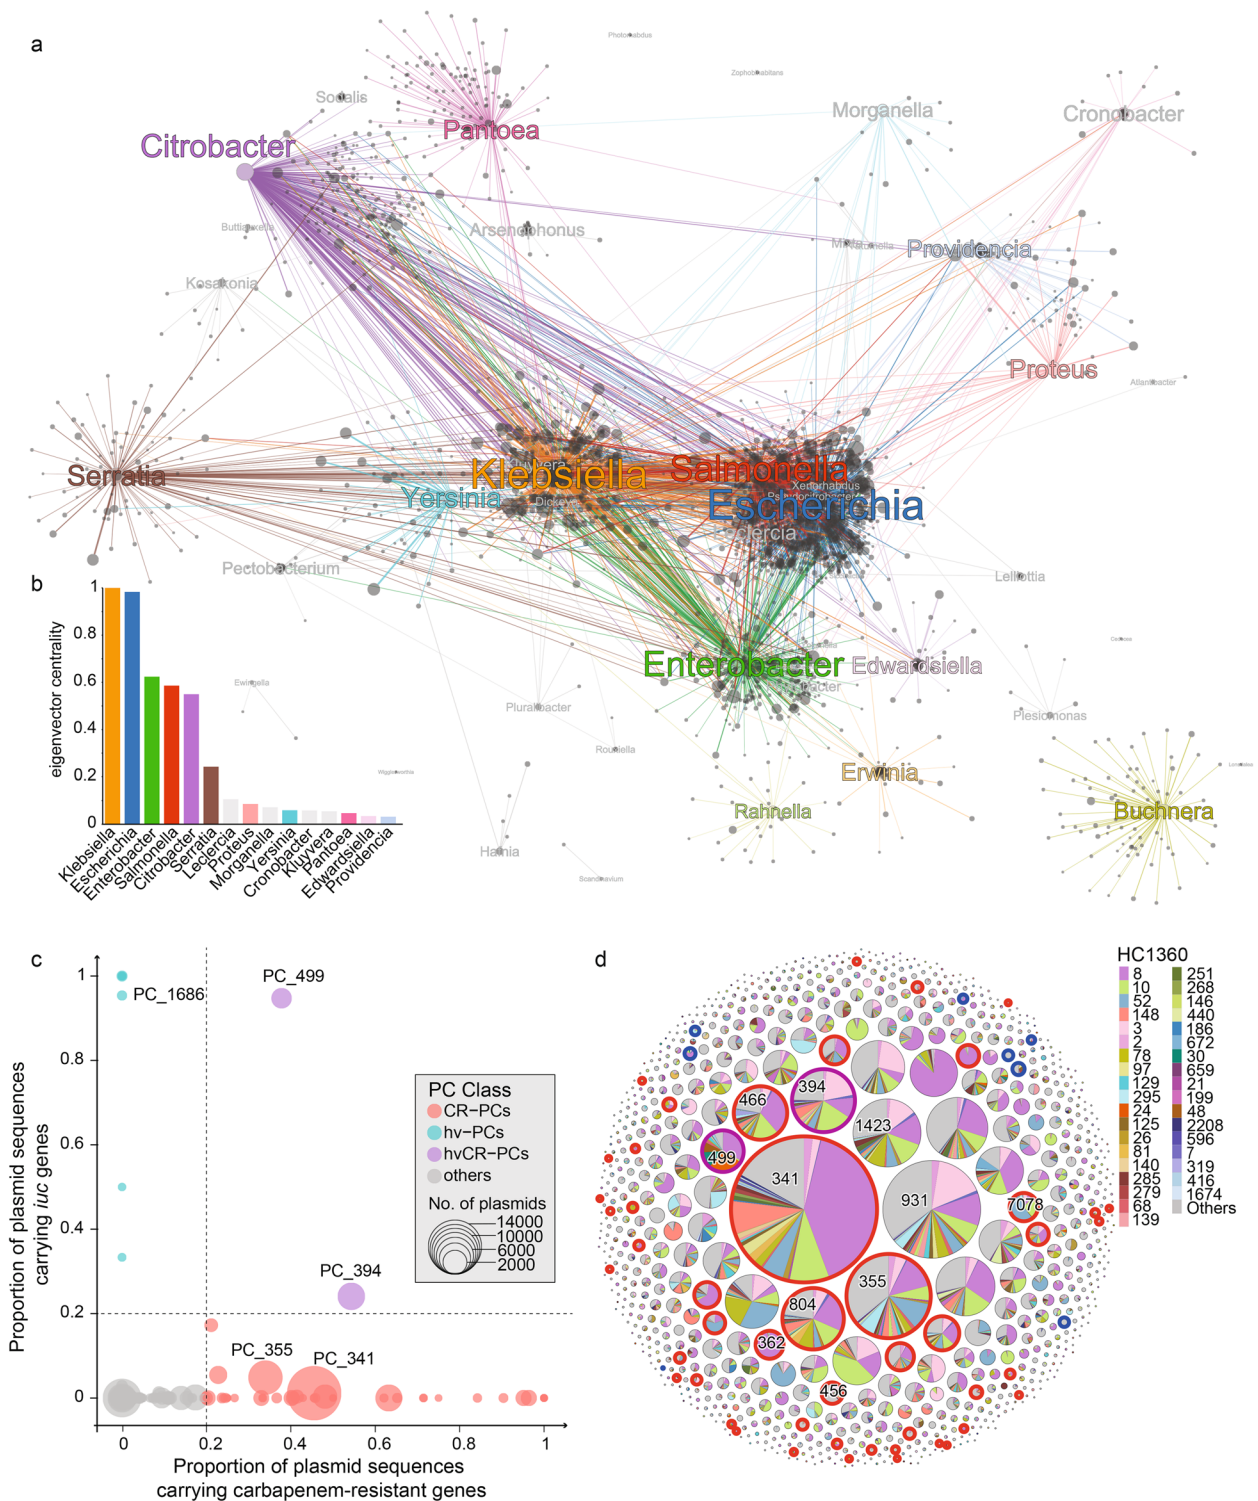 a
Photorhabdus
Zophobihabitans
Sodalis
Pantoea
Morganella
Cronobacter
Citrobacter
Buttiauxella
Arsenophonus
Providencia
Kosakonia
Proteus
Serratia
Klebsiella
Salmonella
Xenorhabdus
Yersinia
Escherichia
Pectobacterium
Lelliottia
b
1
0.8
0.6
0.4
0.2
0
eigenvector centrality
Klebsiella
Escherichia
Enterobacter
Salmonella
Citrobacter
Serratia
Leclercia
Proteus
Morganella
Yersinia
Cronobacter
Kluyvera
Pantoea
Edwardsiella
Providencia
Ewingella
Enterobacter
Edwardsiella
Pluralibacter
Plesiomonas
Rouxiella
Wigglesworthia
Erwinia
Rahnella
Buchnera
Hafnia
Scandinavium
c
1
0.8
0.6
0.4
0.2
0
Proportion of plasmid sequences
carrying iuc genes
PC_499
PC_1686
PC_394
PC_355
PC_341
PC Class
CR−PCs
hv−PCs
hvCR−PCs
others
No. of plasmids
14000
10000
6000
2000
0 0.2 0.4 0.6 0.8 1
Proportion of plasmid sequences
carrying carbapenem-resistant genes
d
394
466
1423
499
341
931
7078
355
804
362
456
HC1360
8
10
52
148
3
2
78
97
129
295
24
125
26
81
140
285
279
68
139
251
268
146
440
186
672
30
659
21
199
48
2208
596
7
319
416
1674
Others